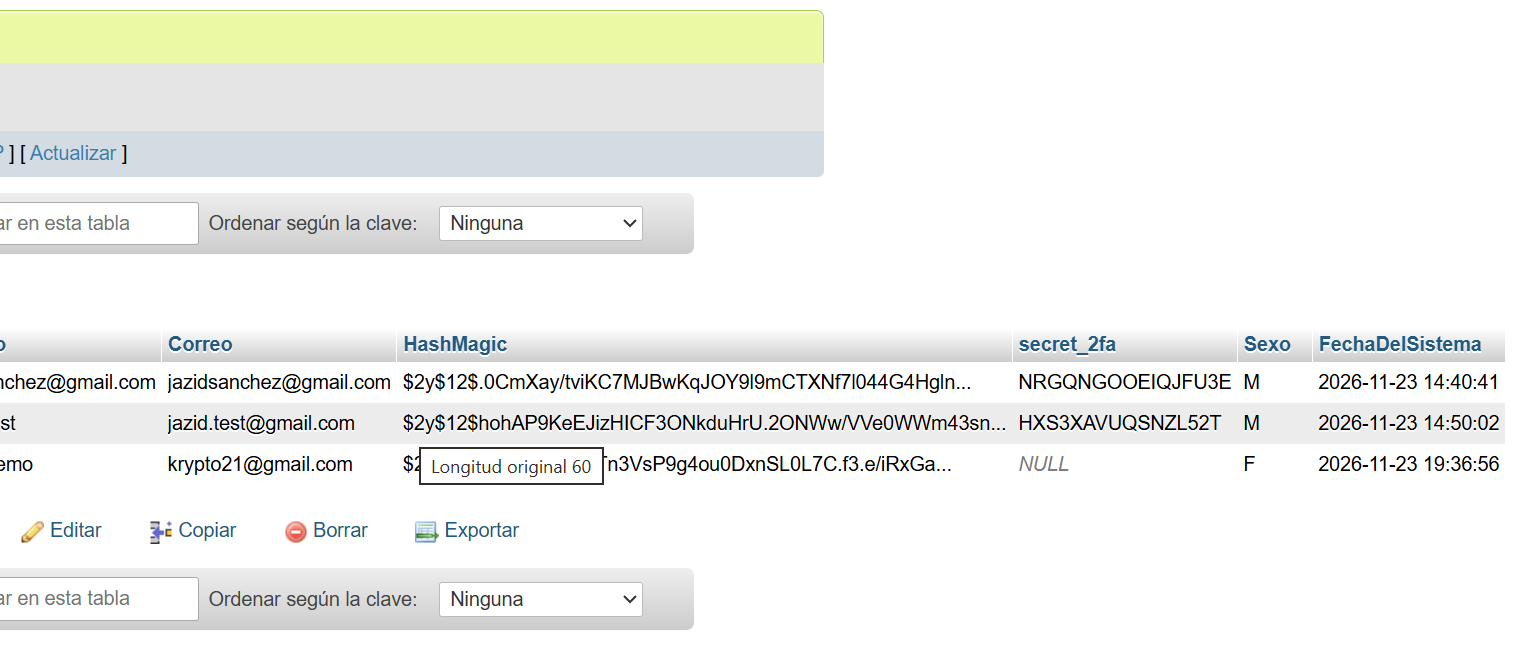 ? ] [ Actualizar ]
ar en esta tabla Ordenar según la clave: Ninguna
o Correo HashMagic secret_2fa Sexo FechaDelSistema
nchez@gmail.com jazidsanchez@gmail.com $2y$12$.0CmXay/tviKC7MJBwKqJOY9l9mCTXNf7l044G4Hgln... NRGQNGOOEIQJFU3E M 2026-11-23 14:40:41
st jazid.test@gmail.com $2y$12$hohAP9KeEJizHICF3ONkduHrU.2ONWw/VVe0WWm43sn... HXS3XAVUQSNZL52T M 2026-11-23 14:50:02
emo krypto21@gmail.com $2 Longitud original 60 n3VsP9g4ou0DxnSL0L7C.f3.e/iRxGa... NULL F 2026-11-23 19:36:56
Editar Copiar Borrar Exportar
ar en esta tabla Ordenar según la clave: Ninguna